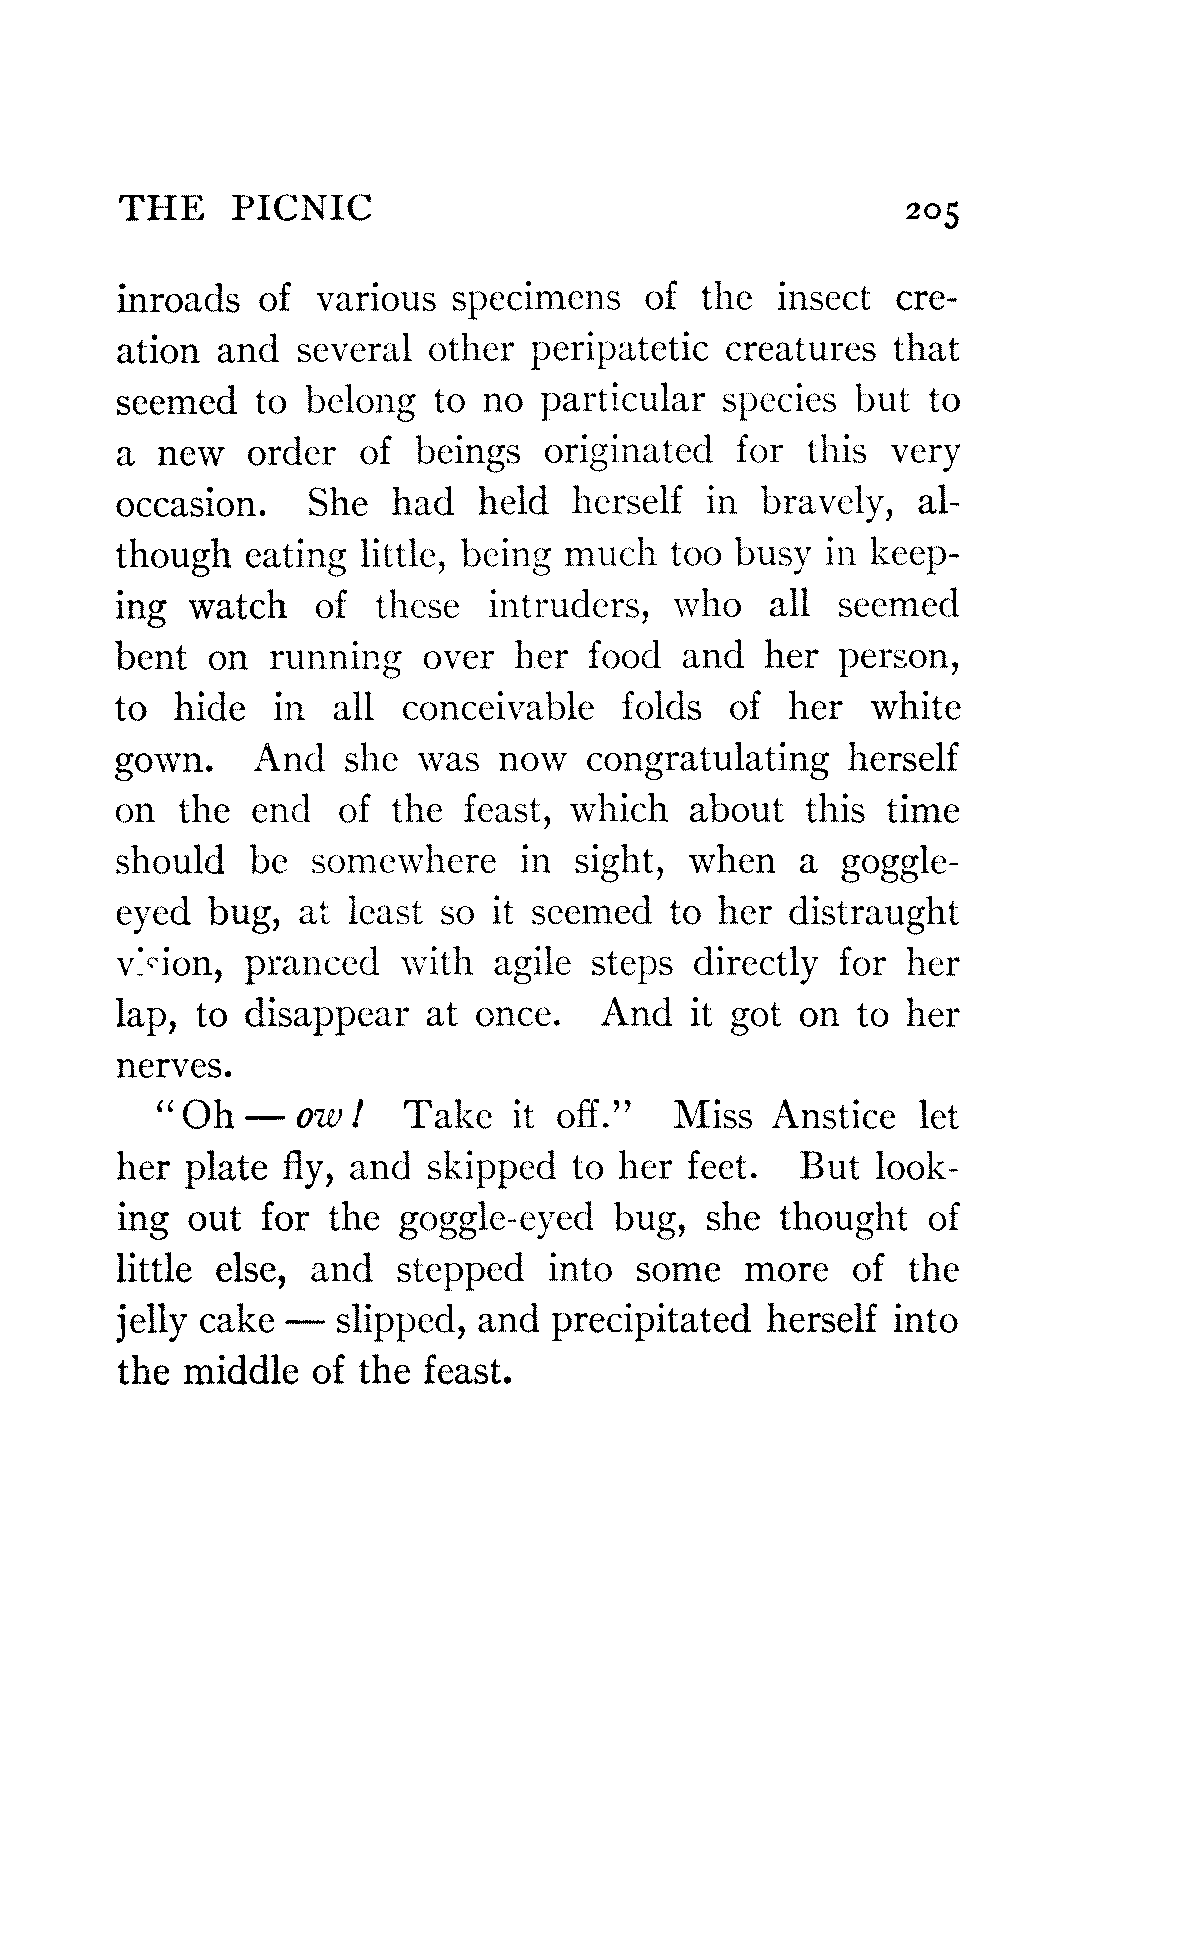 THE PICNIC 205
inroads of various specimens of the insect cre-
ation and several other peripatetic creatures that
seemed to belong to no particular species but to
a new order of beings originated for this very
occasion. She had held herself in bravely, al-
though eating little, being much too busy in keep-
ing watch of these intruders, who all seemed
bent on running over her food and her person,
to hide in all conceivable folds of her white
gown. And she was now congratulating herself
on the end of the feast, which about this time
should be somewhere in sight, when a goggle-
eyed bug, at least so it seemed to her distraught
vision, pranced with agile steps directly for her
lap, to disappear at once. And it got on to her
nerves.
"Oh — ow! Take it off." Miss Anstice let
her plate fly, and skipped to her feet. But look-
ing out for the goggle-eyed bug, she thought of
little else, and stepped into some more of the
jelly cake — slipped, and precipitated herself into
the middle of the feast.